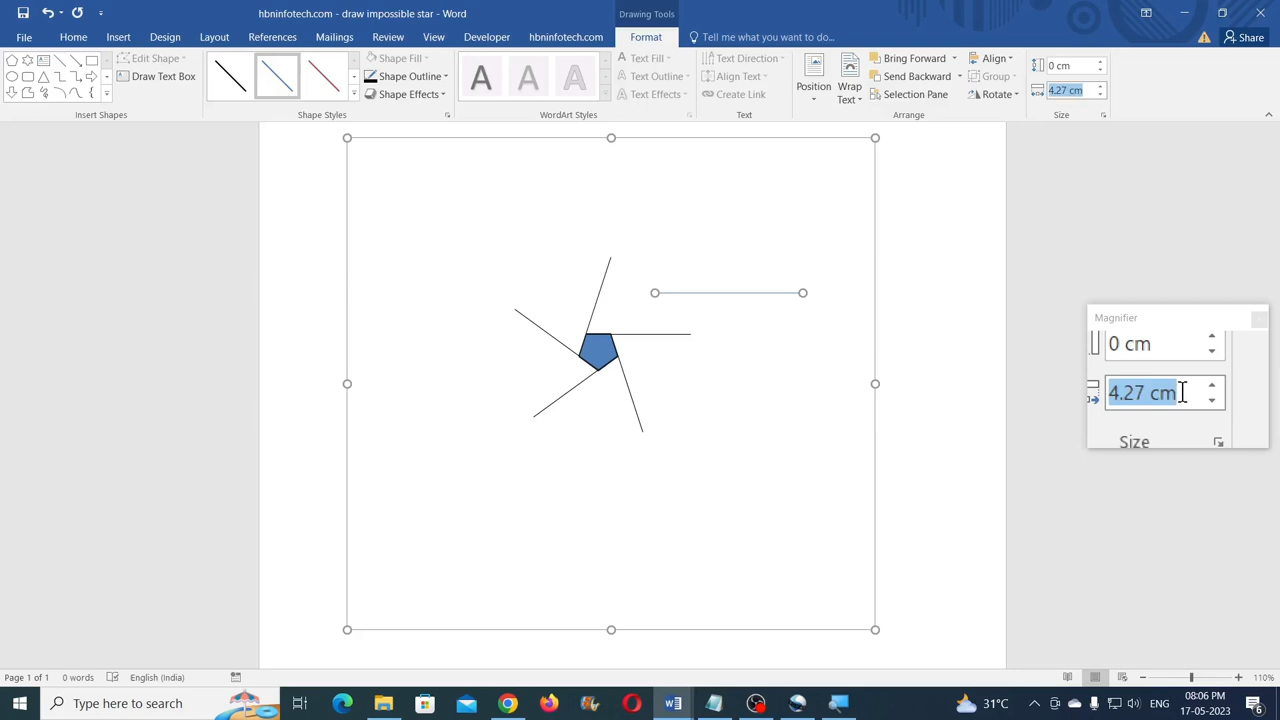 hbninfotech.com - draw impossible star - Word
Drawing Tools
File
Home
Insert
Design
Layout
References
Mailings
Review
View
Developer
hbninfotech.com
Format
Tell me what you want to do...
Share
Edit Shape
Draw Text Box
Insert Shapes
Shape Fill
Shape Outline
Shape Effects
Shape Styles
A A A
Text Fill
Text Outline
Text Effects
WordArt Styles
Text Direction
Align Text
Create Link
Text
Position
Wrap
Text
Bring Forward
Send Backward
Selection Pane
Align
Group
Rotate
Arrange
0 cm
4.27 cm
Size
Magnifier
0 cm
4.27 cm
Size
Page 1 of 1
0 words
English (India)
110%
Type here to search
31°C
ENG
08:06 PM
17-05-2023
6